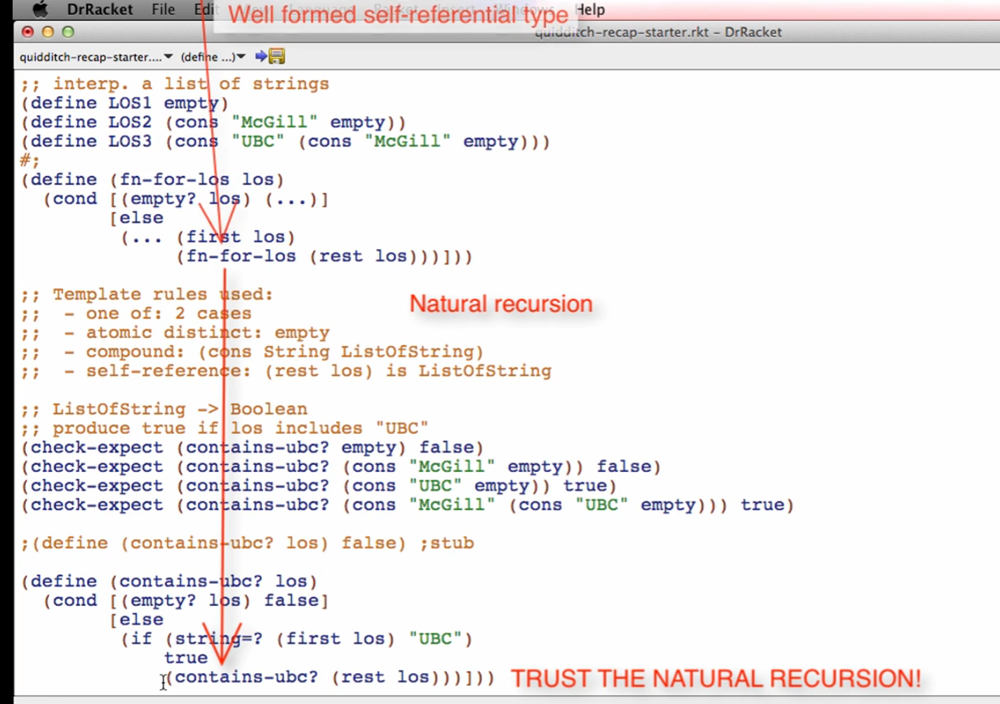 DrRacket File Edit View Language Racket Insert Windows Help
Well formed self-referential type
quidditch-recap-starter.rkt – DrRacket
quidditch-recap-starter....▼ (define ...)▼
;; interp. a list of strings
(define LOS1 empty)
(define LOS2 (cons "McGill" empty))
(define LOS3 (cons "UBC" (cons "McGill" empty)))
#;
(define (fn-for-los los)
(cond [(empty? los) (...)]
[else
(... (first los)
(fn-for-los (rest los)))]))
;; Template rules used:
Natural recursion
;; - one of: 2 cases
;; - atomic distinct: empty
;; - compound: (cons String ListOfString)
;; - self-reference: (rest los) is ListOfString
;; ListOfString -> Boolean
;; produce true if los includes "UBC"
(check-expect (contains-ubc? empty) false)
(check-expect (contains-ubc? (cons "McGill" empty)) false)
(check-expect (contains-ubc? (cons "UBC" empty)) true)
(check-expect (contains-ubc? (cons "McGill" (cons "UBC" empty))) true)
;(define (contains-ubc? los) false) ;stub
(define (contains-ubc? los)
(cond [(empty? los) false]
[else
(if (string=? (first los) "UBC")
true
(contains-ubc? (rest los)))]))
TRUST THE NATURAL RECURSION!